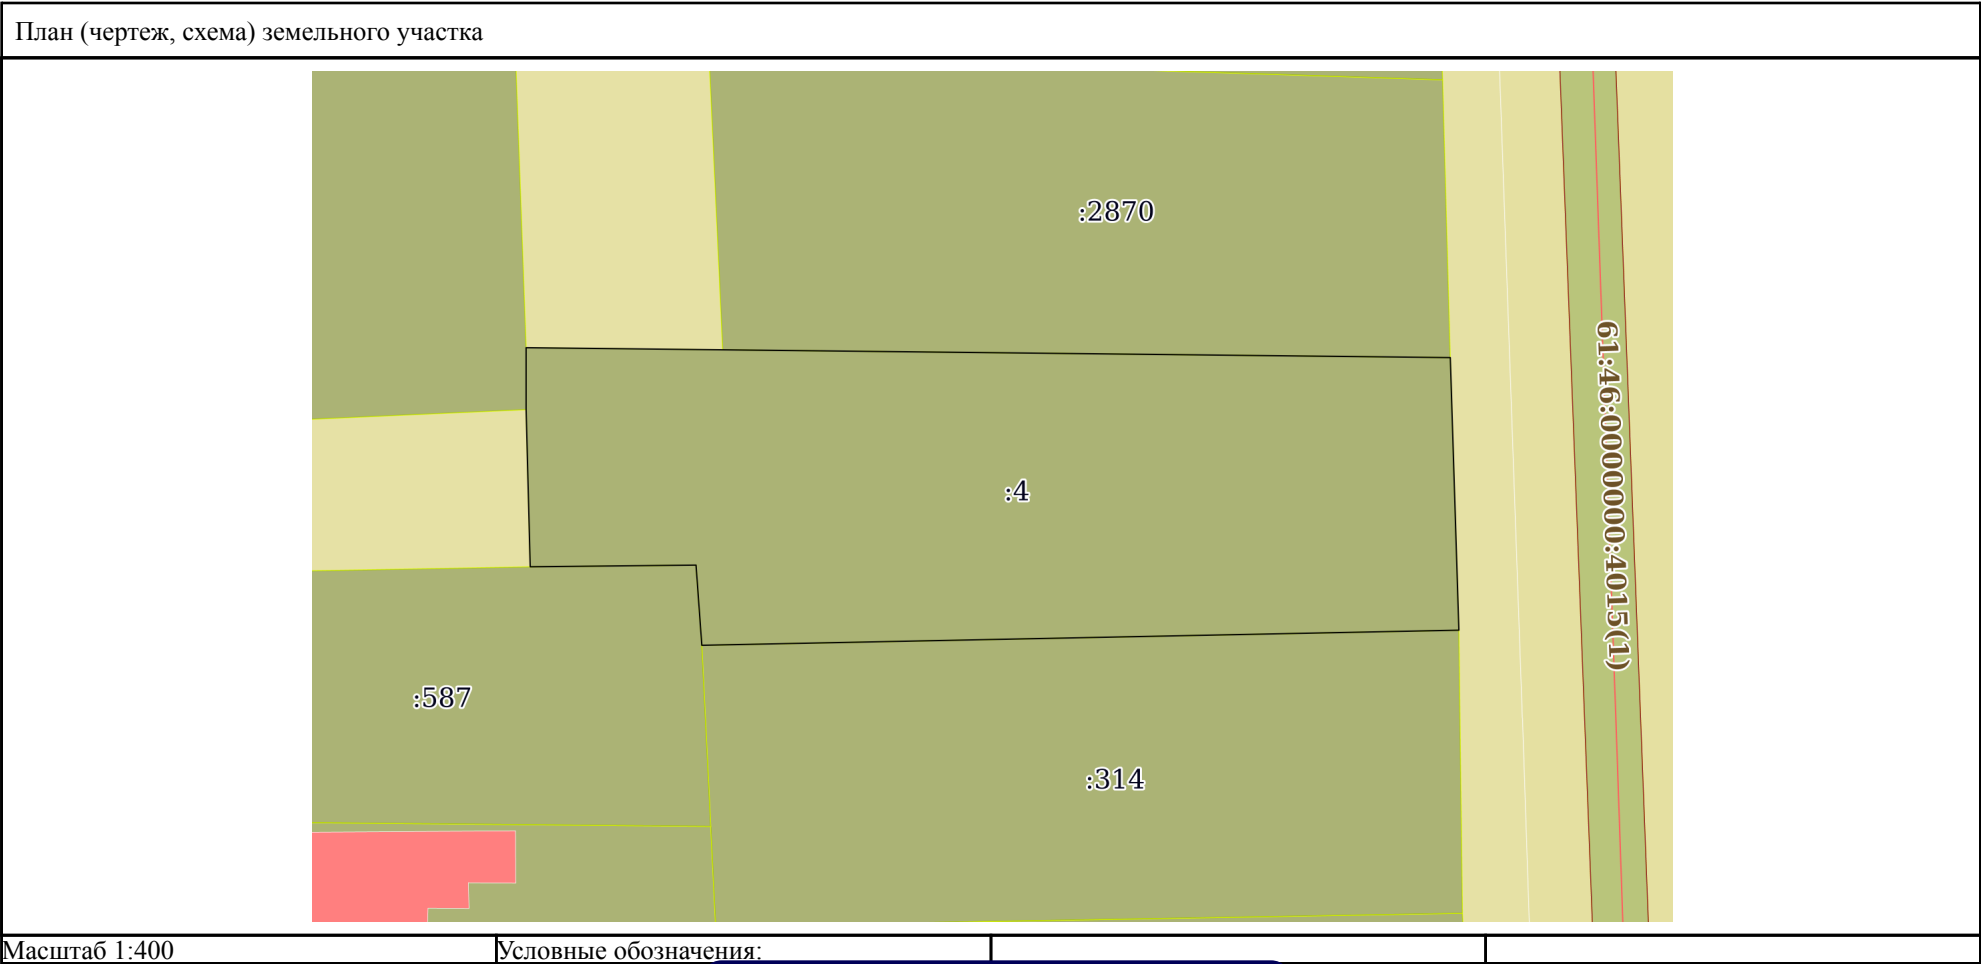 План (чертеж, схема) земельного участка
:2870
61:46:0000000:4015(1)
:4
:587
:314
Масштаб 1:400
Условные обозначения: